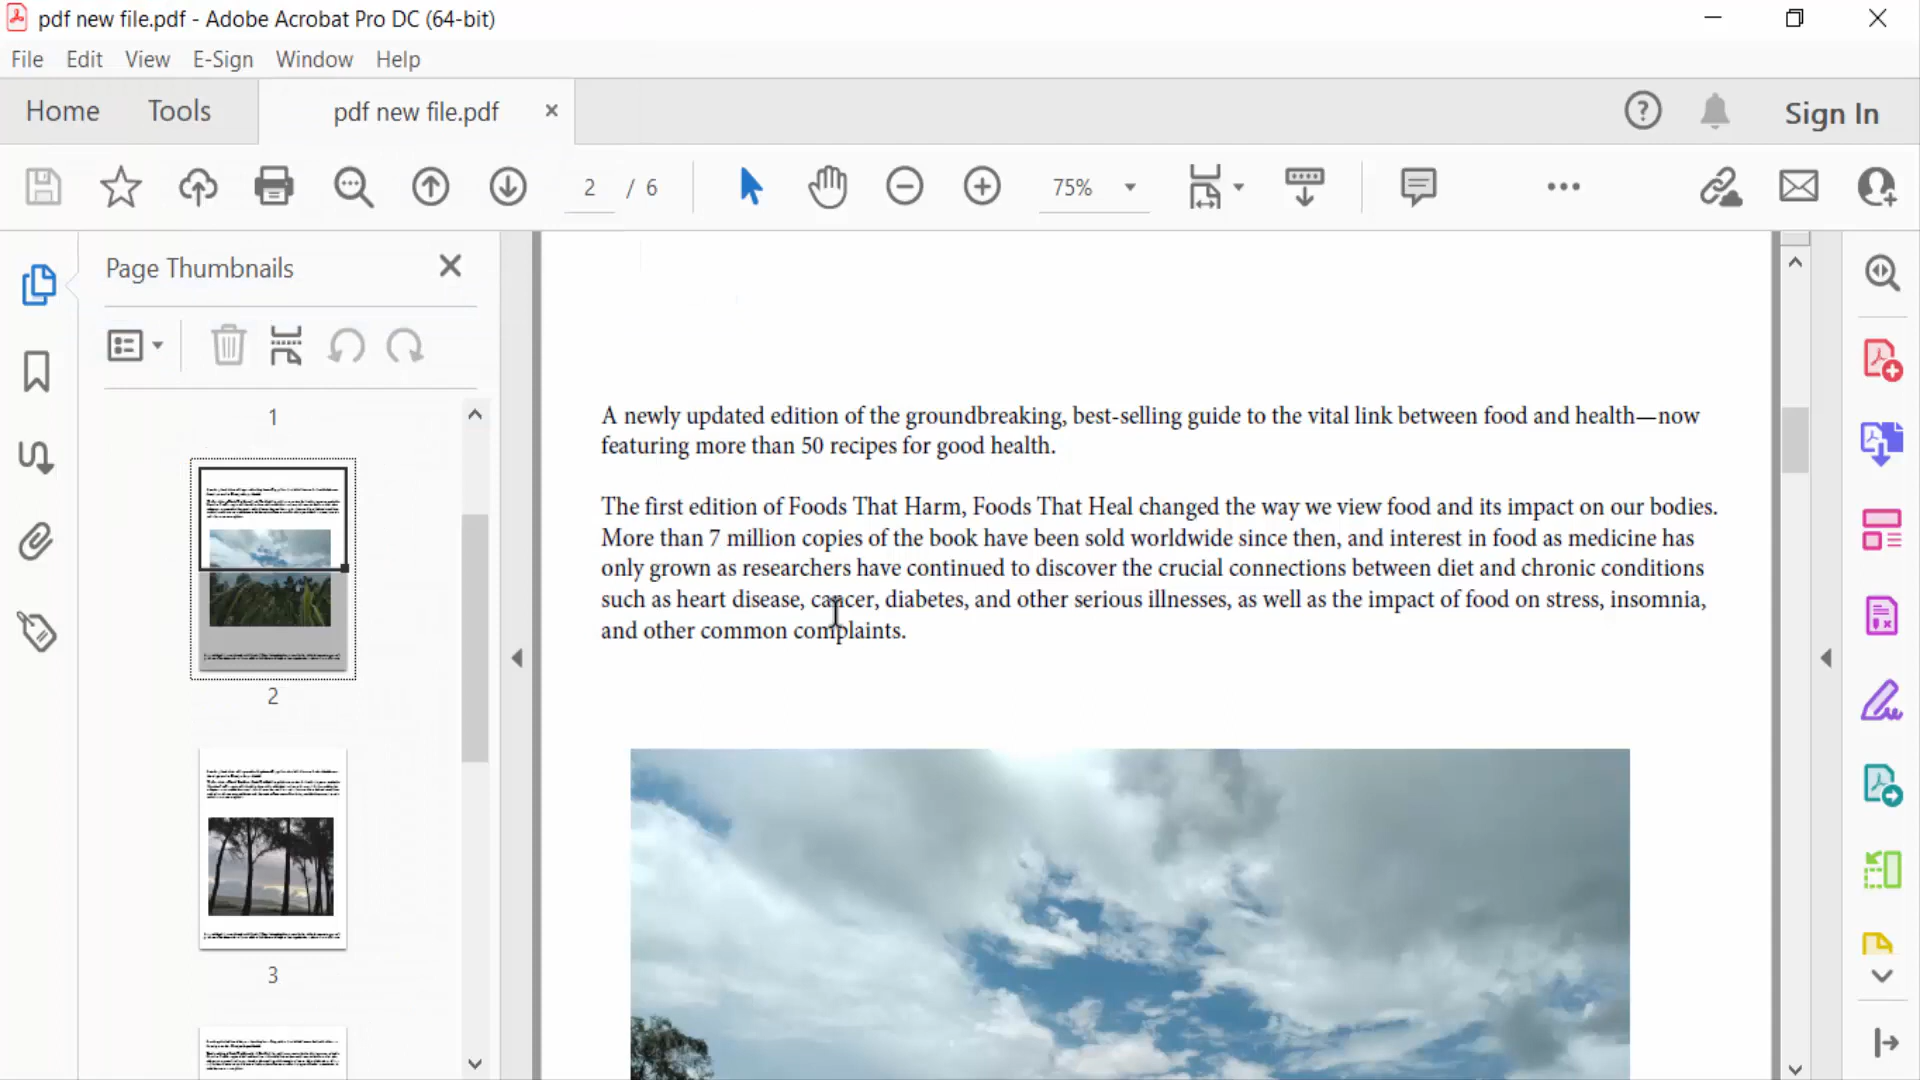 pdf new file.pdf - Adobe Acrobat Pro DC (64-bit)
File Edit View E-Sign Window Help
Home Tools pdf new file.pdf × ? Sign In
2 / 6 75%
Page Thumbnails
1
2
3
A newly updated edition of the groundbreaking, best-selling guide to the vital link between food and health—now
featuring more than 50 recipes for good health.
The first edition of Foods That Harm, Foods That Heal changed the way we view food and its impact on our bodies.
More than 7 million copies of the book have been sold worldwide since then, and interest in food as medicine has
only grown as researchers have continued to discover the crucial connections between diet and chronic conditions
such as heart disease, cancer, diabetes, and other serious illnesses, as well as the impact of food on stress, insomnia,
and other common complaints.